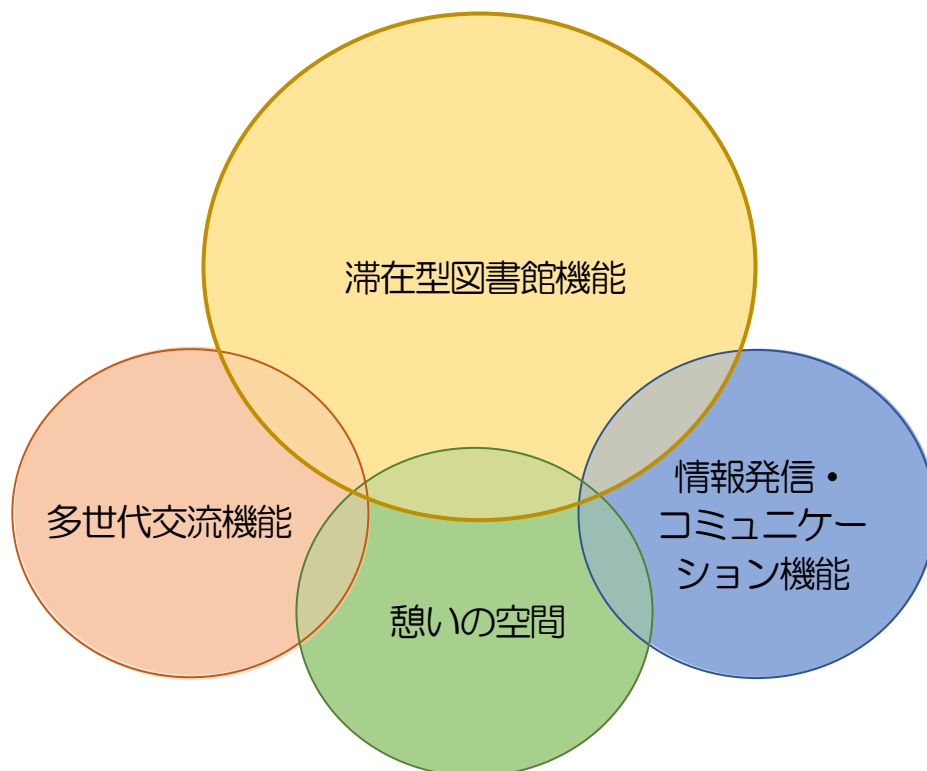 滞在型図書館機能
多世代交流機能
情報発信・
コミュニケー
ション機能
憩いの空間